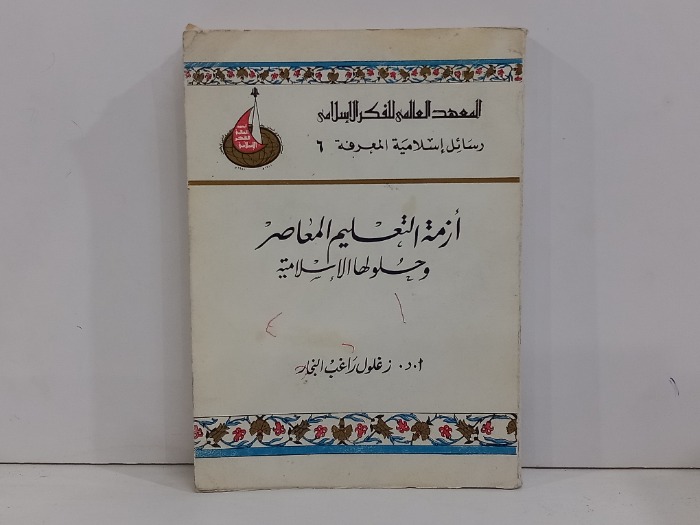 المعهد العالمي للفكر الإسلامي
رسائل إسلامية المعرفة ٦
أزمة التعليم المعاصر
وحلولها الإسلامية
أ.د. زغلول راغب النجار